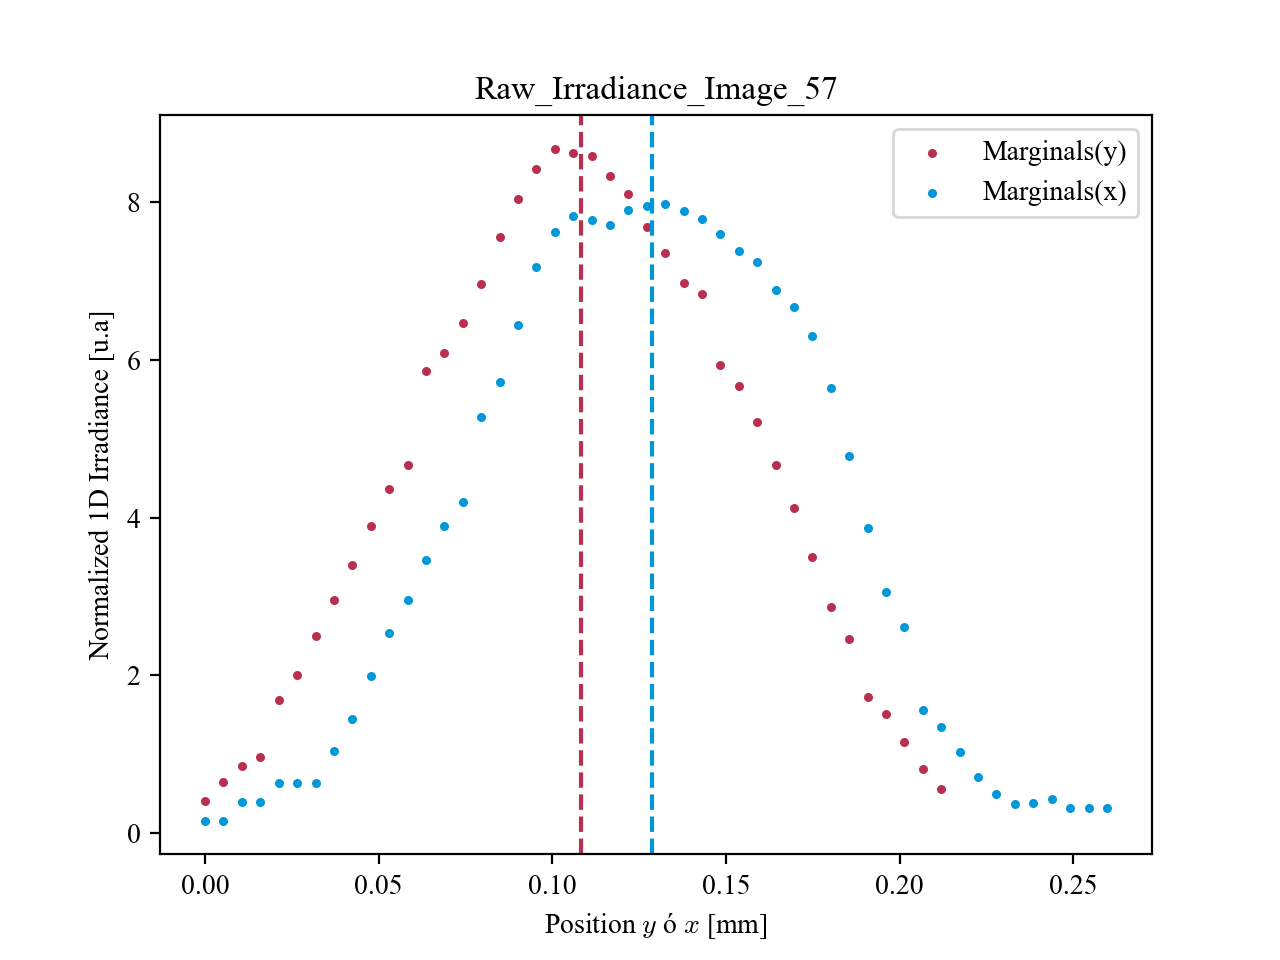 Raw_Irradiance_Image_57
Marginals(y)
Marginals(x)
Normalized 1D Irradiance [u.a]
8
6
4
2
0
0.00 0.05 0.10 0.15 0.20 0.25
Position y ó x [mm]